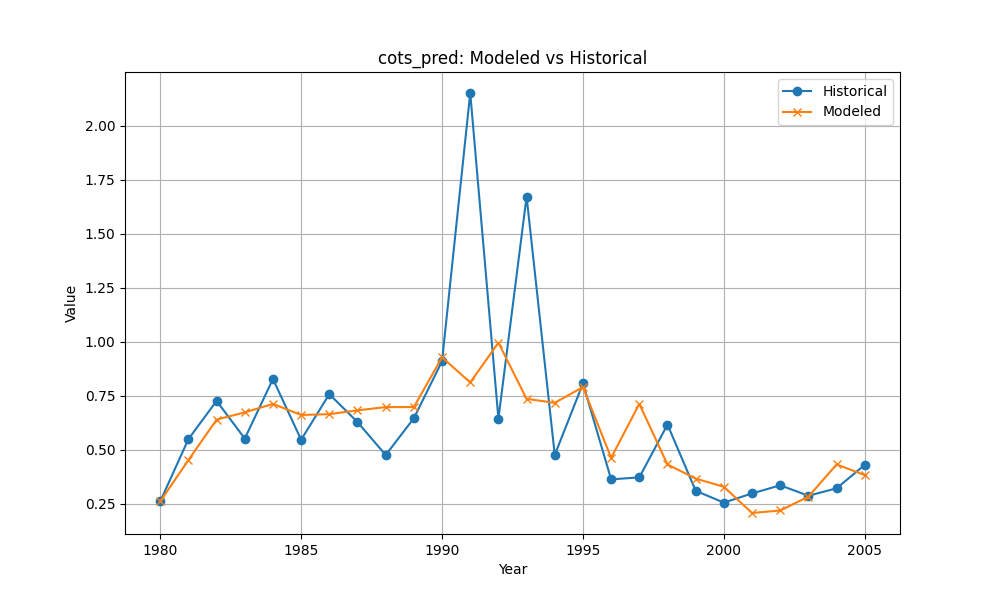 cots_pred: Modeled vs Historical
Historical
Modeled
Value
2.00
1.75
1.50
1.25
1.00
0.75
0.50
0.25
1980 1985 1990 1995 2000 2005
Year